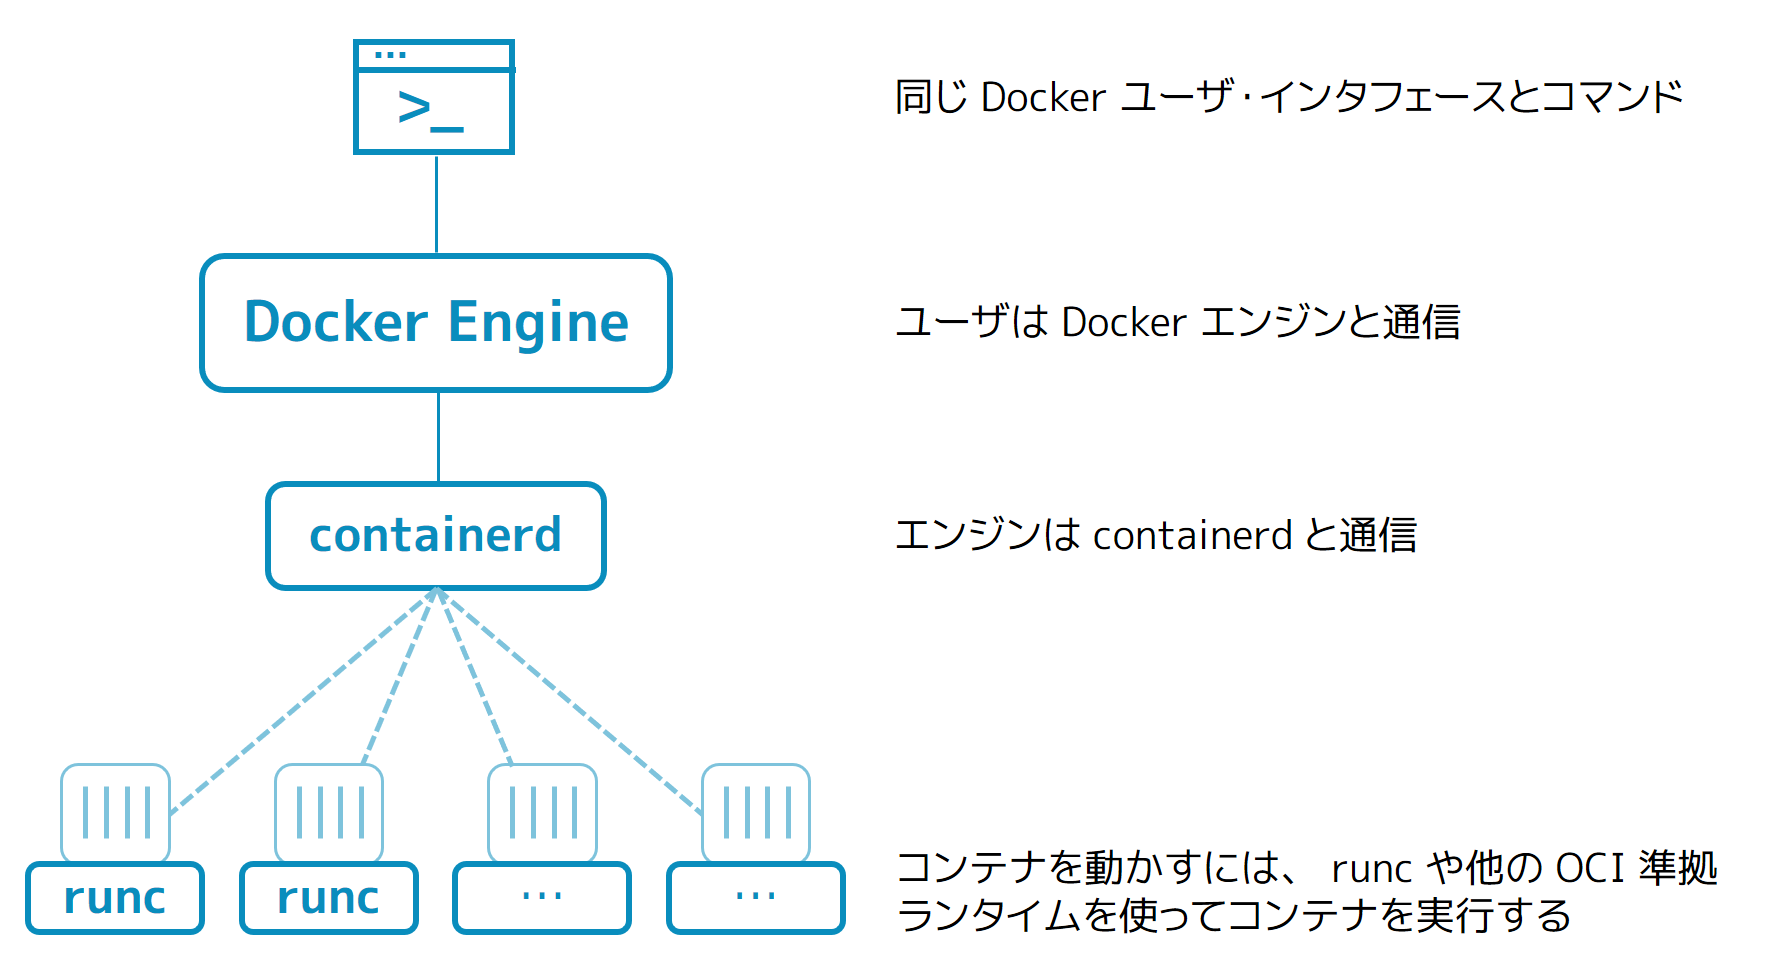 ...
>_
同じ Docker ユーザ・インタフェースとコマンド
Docker Engine
ユーザは Docker エンジンと通信
containerd
エンジンは containerd と通信
runc
runc
...
...
コンテナを動かすには、 runc や他の OCI 準拠
ランタイムを使ってコンテナを実行する